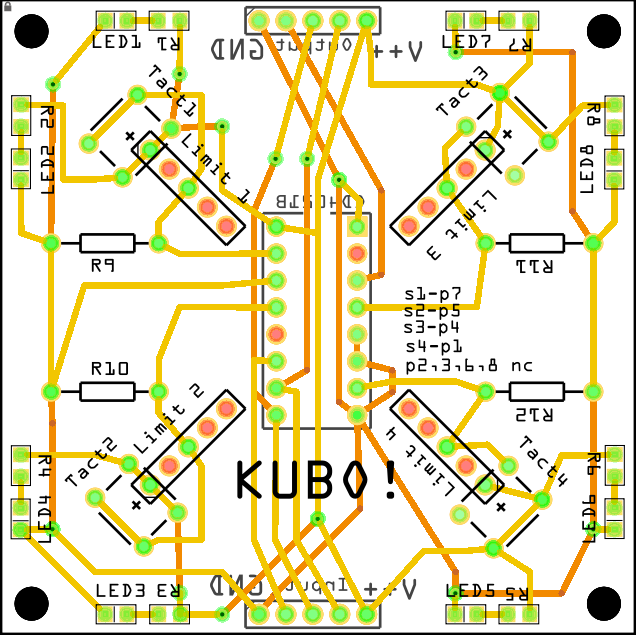 LED1 R1
GND Output V++V
LED7 R7
Tact1
Tact3
R2
R8
LED2
Limit 1
Limit 3
LED8
CD4021B
R9
R11
s1-p7
s2-p5
s3-p4
s4-p1
p2,3,6,8 nc
R10
R12
Limit 2
Limit 4
Tact2
Tact4
R4
R6
KUBO!
LED4
LED6
LED3 R3
GND Input V++V
LED5 R5